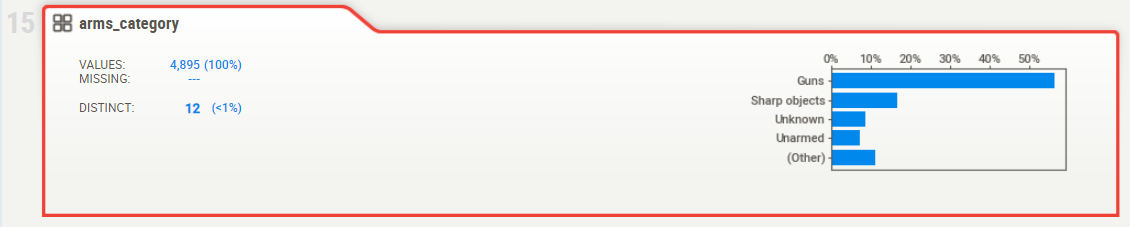 15
arms_category
VALUES: 4,895 (100%)
MISSING: ---
DISTINCT: 12 (<1%)
0% 10% 20% 30% 40% 50%
Guns
Sharp objects
Unknown
Unarmed
(Other)